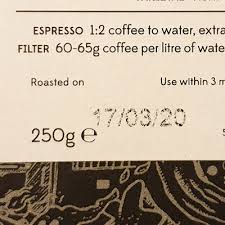 ESPRESSO 1:2 coffee to water, extra
FILTER 60-65g coffee per litre of wate
Roasted on Use within 3 m
17/03/20
250g e